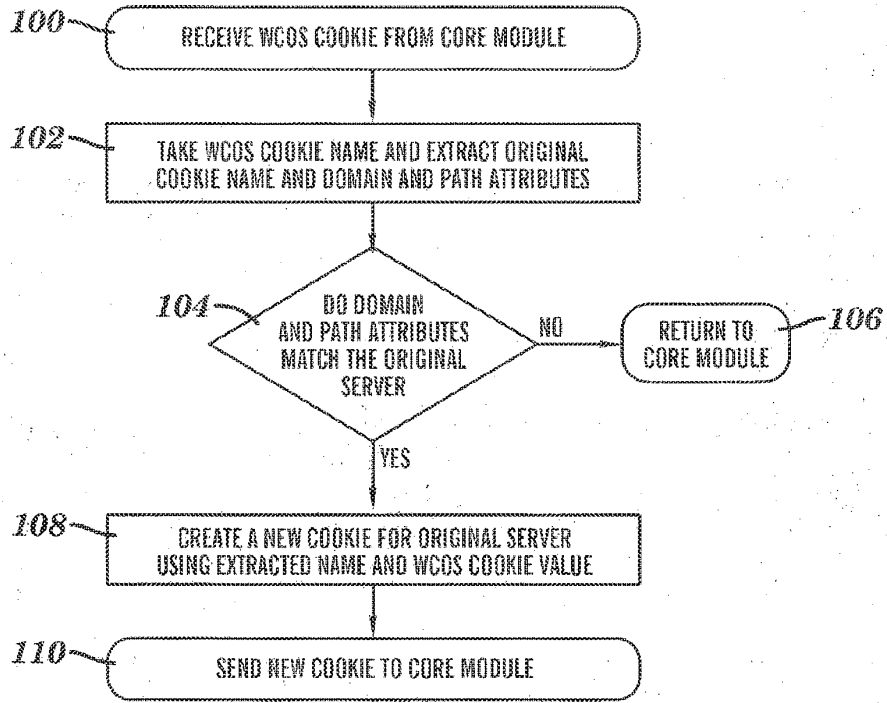 100
RECEIVE WCOS COOKIE FROM CORE MODULE
102
TAKE WCOS COOKIE NAME AND EXTRACT ORIGINAL
COOKIE NAME AND DOMAIN AND PATH ATTRIBUTES
104
DO DOMAIN
AND PATH ATTRIBUTES
MATCH THE ORIGINAL
SERVER
NO
RETURN TO
CORE MODULE
106
YES
108
CREATE A NEW COOKIE FOR ORIGINAL SERVER
USING EXTRACTED NAME AND WCOS COOKIE VALUE
110
SEND NEW COOKIE TO CORE MODULE